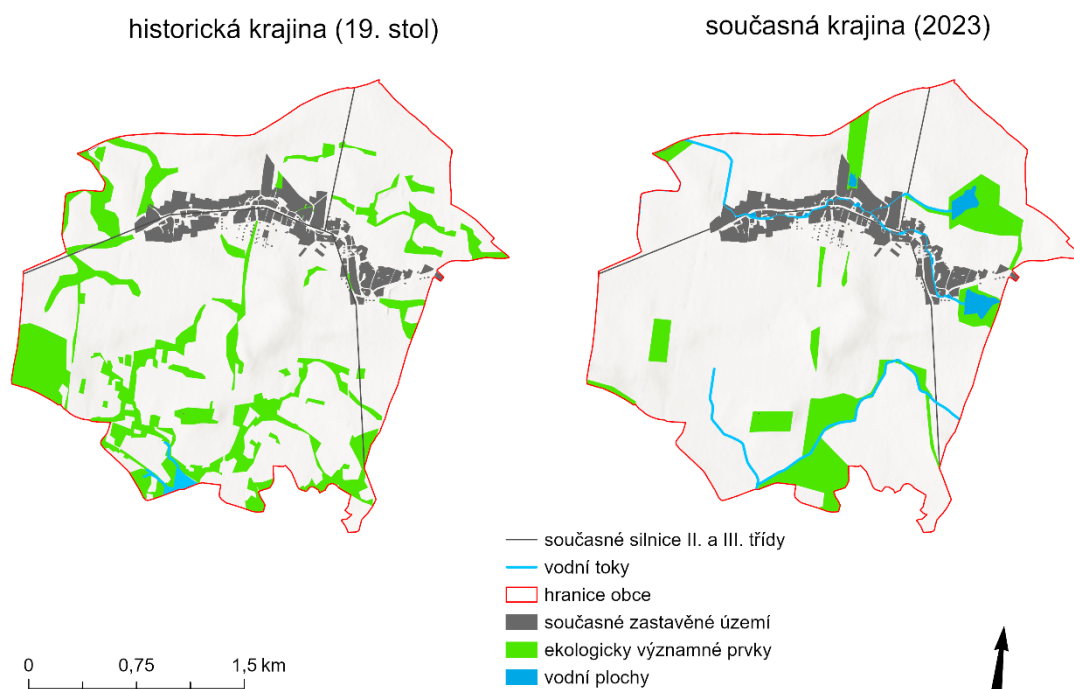 historická krajina (19. stol)
současná krajina (2023)
současné silnice II. a III. třídy
vodní toky
hranice obce
současné zastavěné území
ekologicky významné prvky
vodní plochy
0 0,75 1,5 km